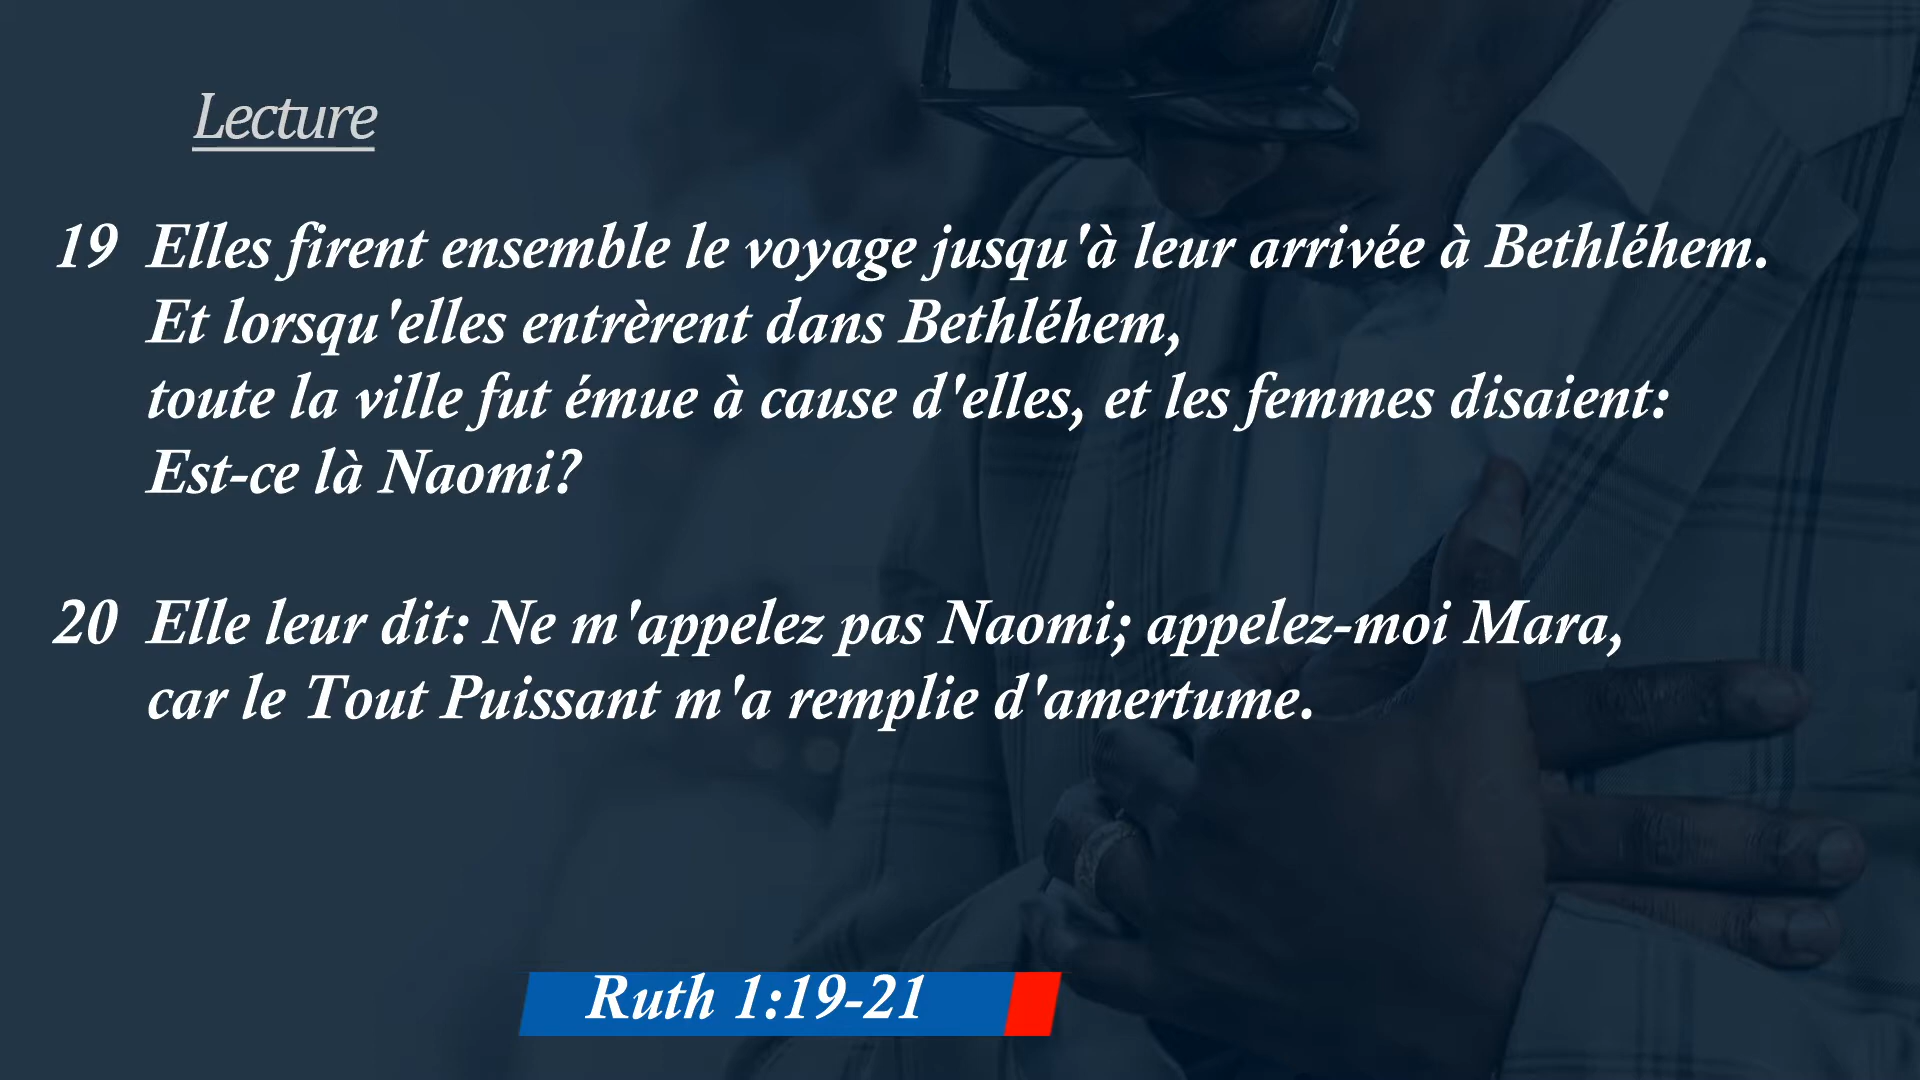 Lecture
19 Elles firent ensemble le voyage jusqu'à leur arrivée à Bethléhem.
Et lorsqu'elles entrèrent dans Bethléhem,
toute la ville fut émue à cause d'elles, et les femmes disaient:
Est-ce là Naomi?
20 Elle leur dit: Ne m'appelez pas Naomi; appelez-moi Mara,
car le Tout Puissant m'a remplie d'amertume.
Ruth 1:19-21